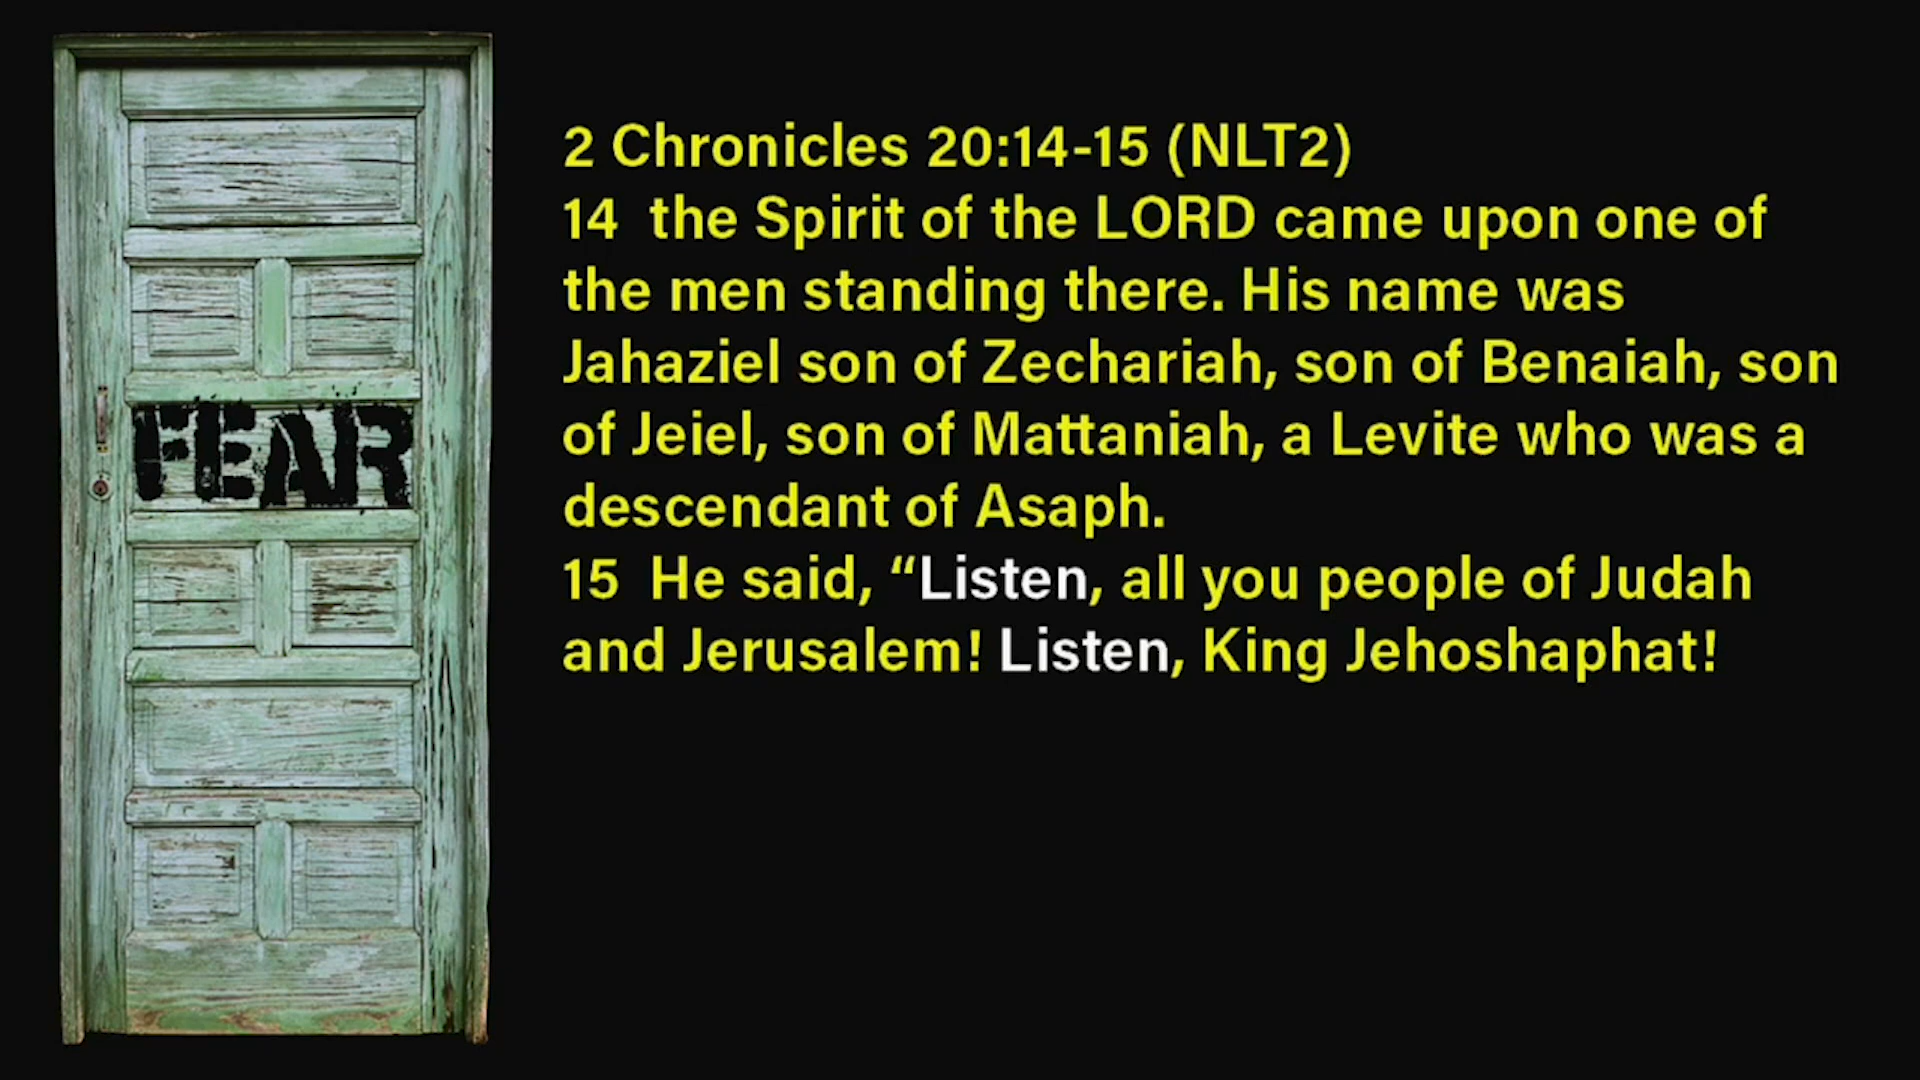 FEAR
2 Chronicles 20:14-15 (NLT2)
14  the Spirit of the LORD came upon one of
the men standing there. His name was
Jahaziel son of Zechariah, son of Benaiah, son
of Jeiel, son of Mattaniah, a Levite who was a
descendant of Asaph.
15  He said, “Listen, all you people of Judah
and Jerusalem! Listen, King Jehoshaphat!